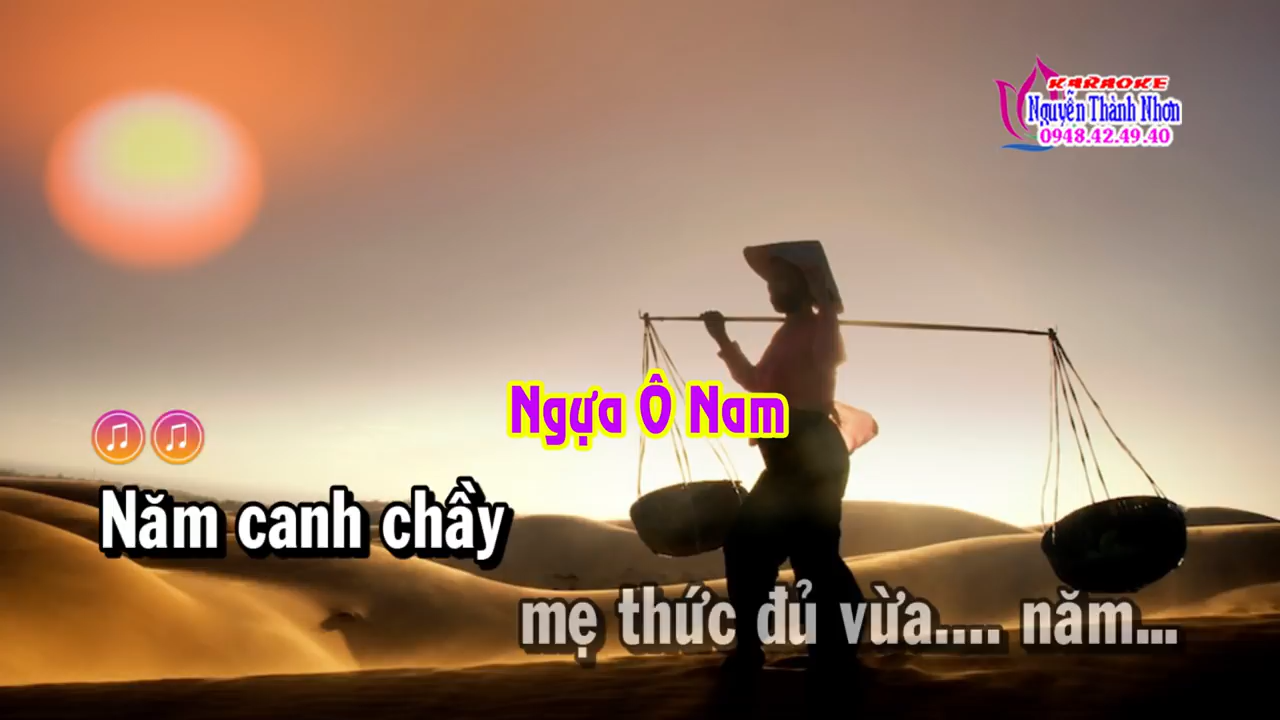 KARAOKE
Nguyễn Thành Nhơn
0948.42.49.40
Ngựa Ô Nam
Năm canh chầy
mẹ thức đủ vừa.... năm...